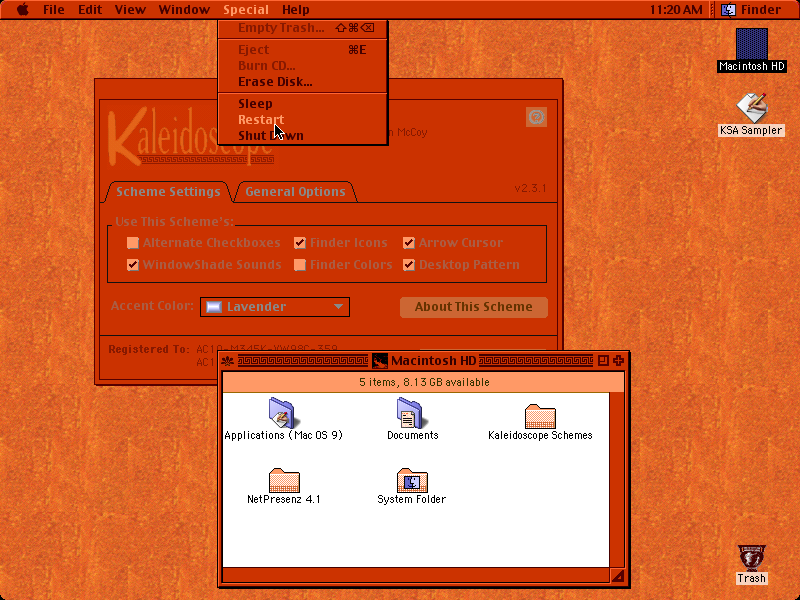 File Edit View Window Special Help 11:20 AM Finder
Empty Trash... ⇧⌘⌫
Eject ⌘E
Burn CD...
Erase Disk...
Sleep
Restart
Shut Down
Macintosh HD
KSA Sampler
Kaleidoscope
McCoy
v2.3.1
Scheme Settings General Options
Use This Scheme's:
Alternate Checkboxes Finder Icons Arrow Cursor
WindowShade Sounds Finder Colors Desktop Pattern
Accent Color: Lavender About This Scheme
Registered To:
Macintosh HD
5 items, 8.13 GB available
Applications (Mac OS 9) Documents Kaleidoscope Schemes
NetPresenz 4.1 System Folder
Trash